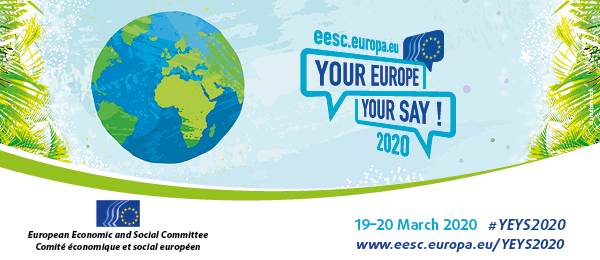 eesc.europa.eu
YOUR EUROPE
YOUR SAY !
2020
European Economic and Social Committee
Comité économique et social européen
19–20 March 2020 #YEYS2020
www.eesc.europa.eu/YEYS2020